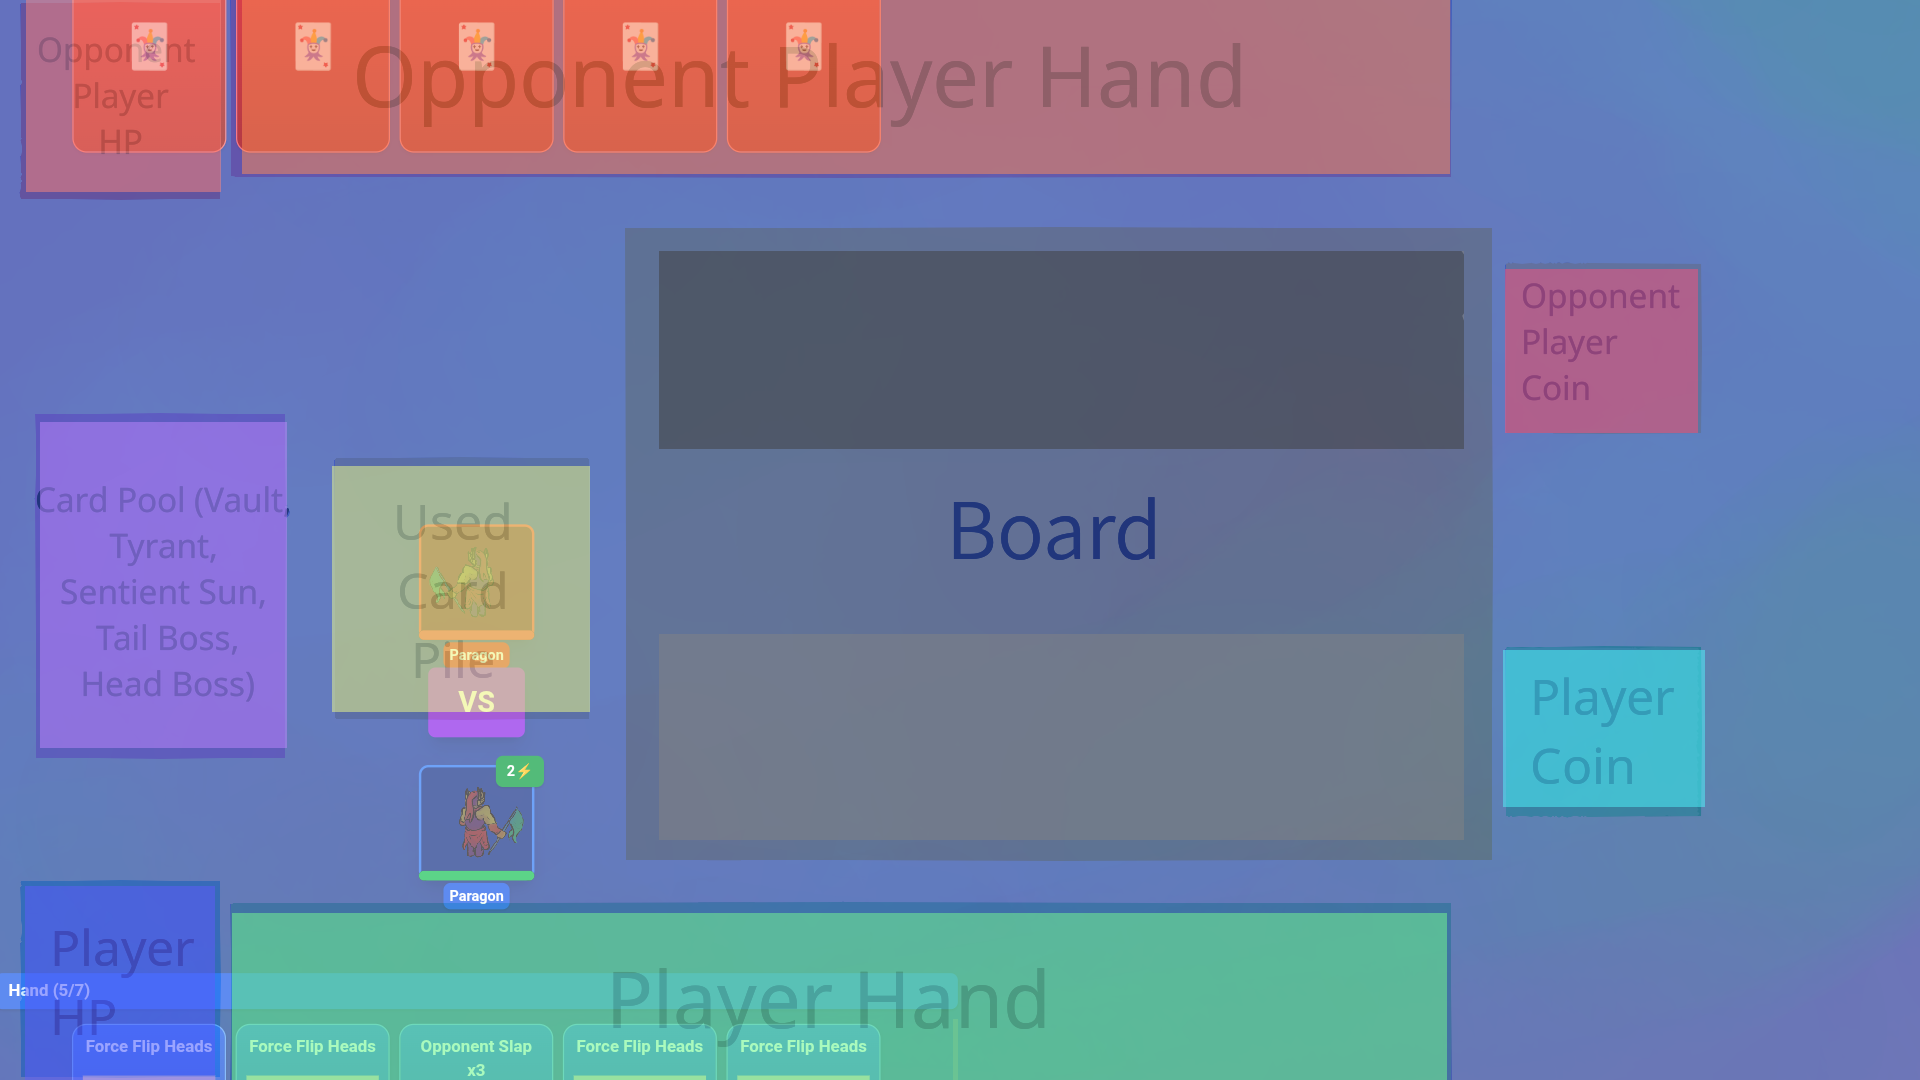 Opponent
Player
HP
Opponent Player Hand
Opponent
Player
Coin
Card Pool (Vault,
Tyrant,
Sentient Sun,
Tail Boss,
Head Boss)
Used
Card
Pile
Paragon
VS
2⚡
Paragon
Board
Player
Coin
Player
HP
Hand (5/7)
Player Hand
Force Flip Heads
Force Flip Heads
Opponent Slap
x3
Force Flip Heads
Force Flip Heads